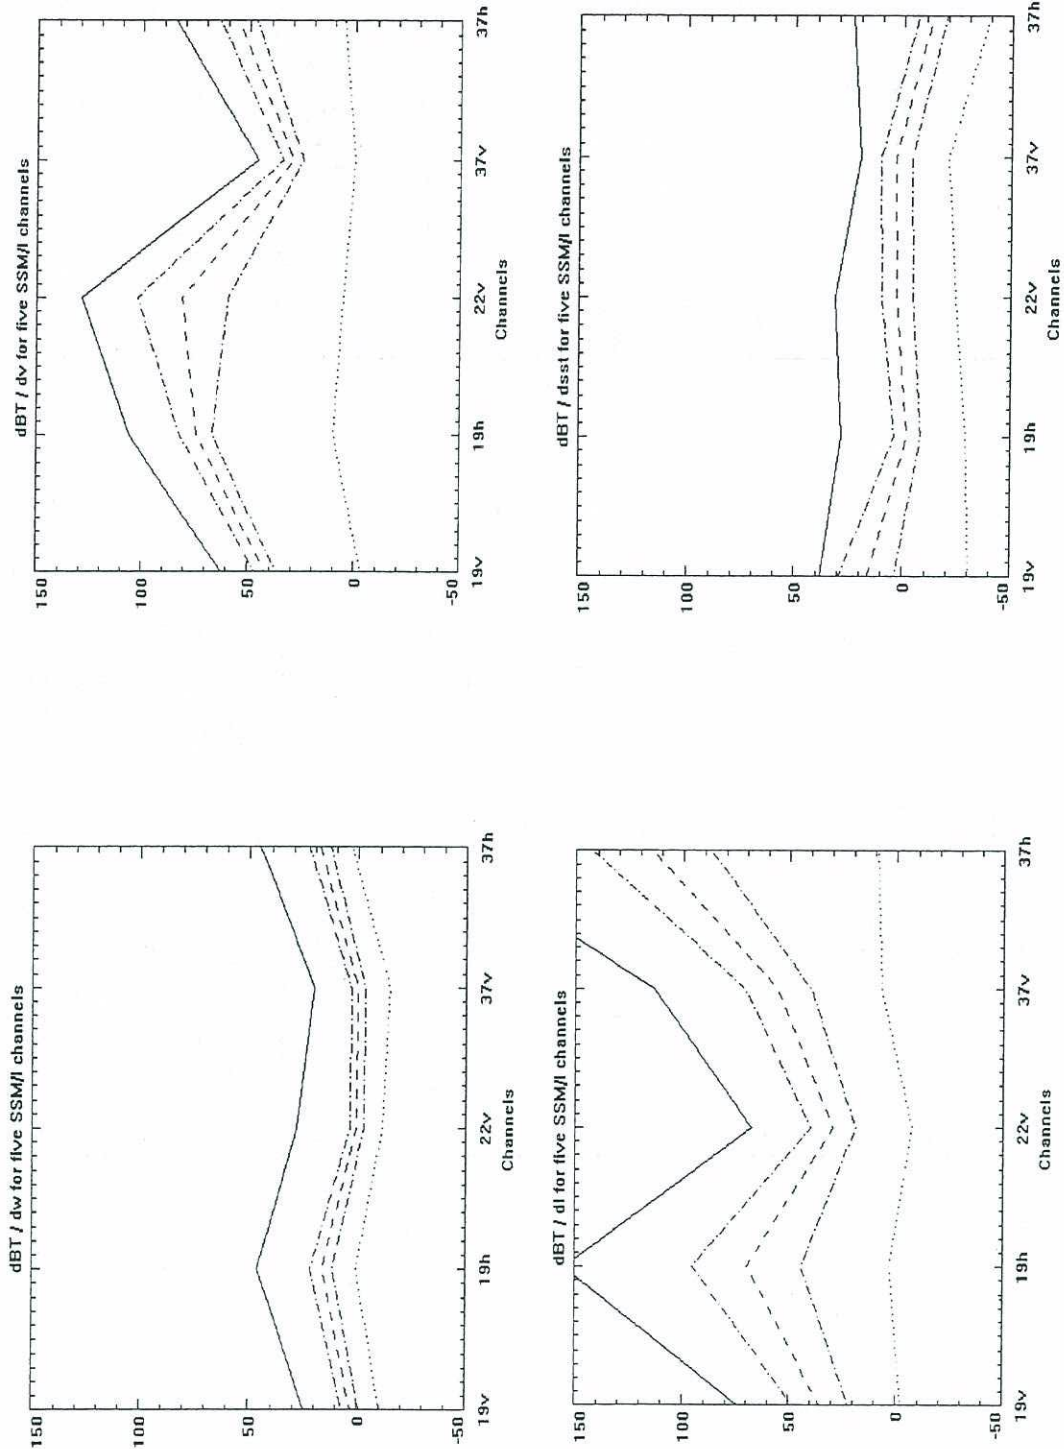 dBT / dw for five SSM/I channels
150
100
50
0
-50
19v 19h 22v 37v 37h
Channels
dBT / dv for five SSM/I channels
150
100
50
0
-50
19v 19h 22v 37v 37h
Channels
dBT / dl for five SSM/I channels
150
100
50
0
-50
19v 19h 22v 37v 37h
Channels
dBT / dsst for five SSM/I channels
150
100
50
0
-50
19v 19h 22v 37v 37h
Channels